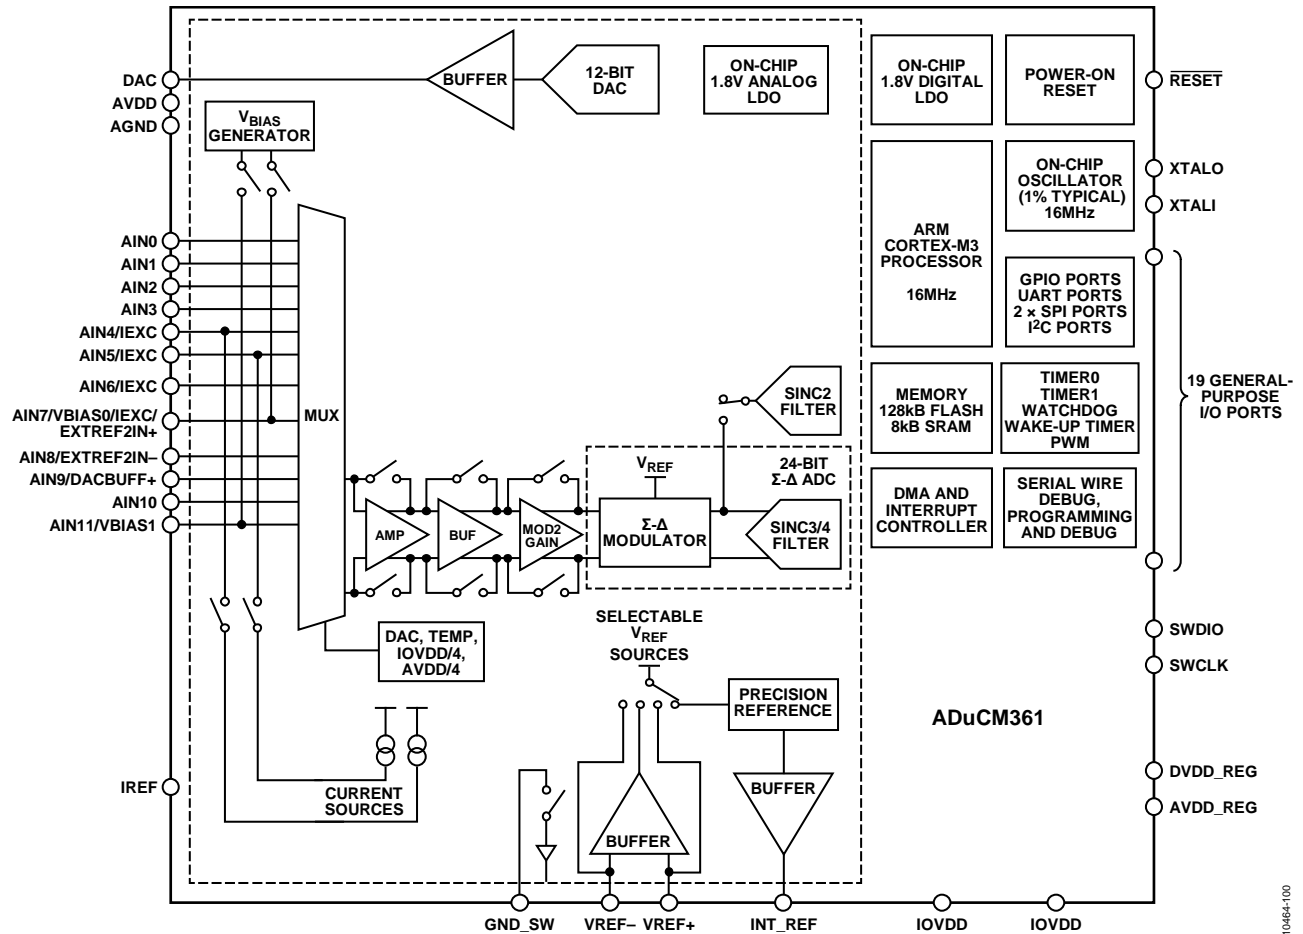 DAC
AVDD
AGND
VBIAS
GENERATOR
BUFFER
12-BIT
DAC
ON-CHIP
1.8V ANALOG
LDO
ON-CHIP
1.8V DIGITAL
LDO
POWER-ON
RESET
RESET
XTALO
XTALI
ON-CHIP
OSCILLATOR
(1% TYPICAL)
16MHz
ARM
CORTEX-M3
PROCESSOR
16MHz
GPIO PORTS
UART PORTS
2 × SPI PORTS
I2C PORTS
19 GENERAL-
PURPOSE
I/O PORTS
MEMORY
128kB FLASH
8kB SRAM
TIMER0
TIMER1
WATCHDOG
WAKE-UP TIMER
PWM
DMA AND
INTERRUPT
CONTROLLER
SERIAL WIRE
DEBUG,
PROGRAMMING
AND DEBUG
AIN0
AIN1
AIN2
AIN3
AIN4/IEXC
AIN5/IEXC
AIN6/IEXC
AIN7/VBIAS0/IEXC/
EXTREF2IN+
AIN8/EXTREF2IN–
AIN9/DACBUFF+
AIN10
AIN11/VBIAS1
MUX
AMP
BUF
MOD2
GAIN
VREF
24-BIT
Σ-Δ ADC
Σ-Δ
MODULATOR
SINC2
FILTER
SINC3/4
FILTER
DAC, TEMP,
IOVDD/4,
AVDD/4
SELECTABLE
VREF
SOURCES
PRECISION
REFERENCE
BUFFER
BUFFER
CURRENT
SOURCES
IREF
ADuCM361
SWDIO
SWCLK
DVDD_REG
AVDD_REG
GND_SW
VREF–
VREF+
INT_REF
IOVDD
IOVDD
10464-100